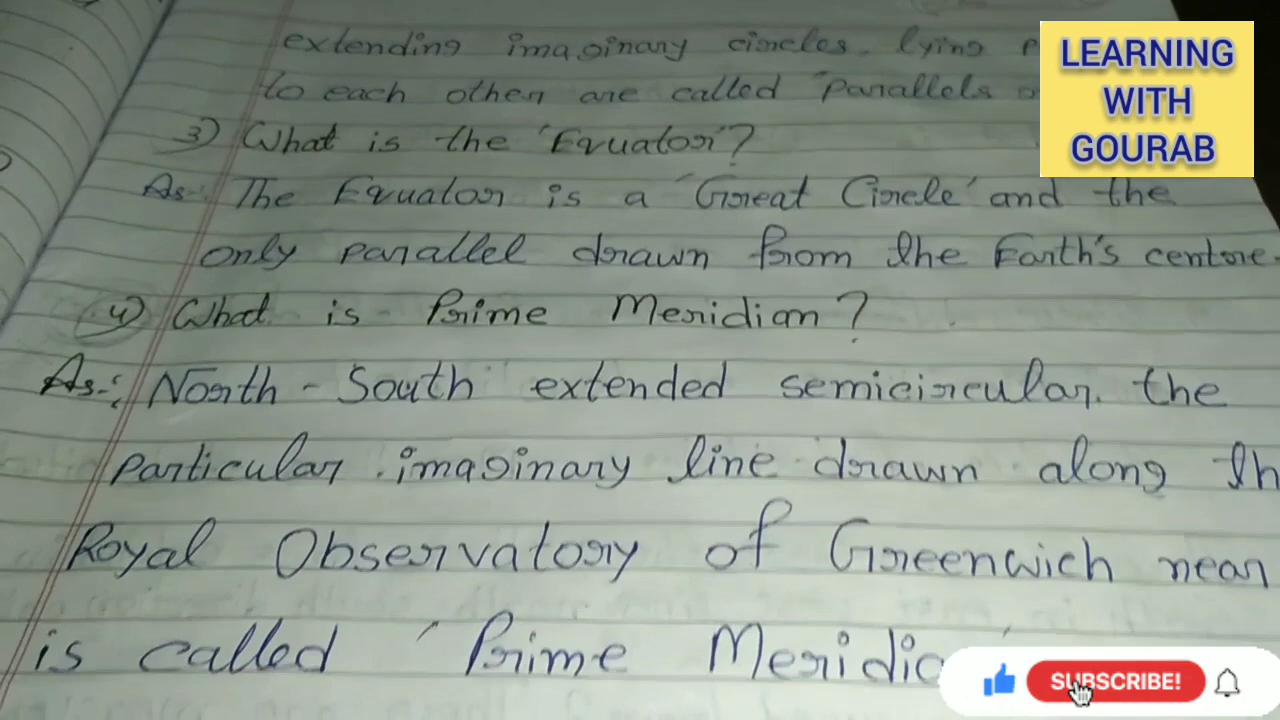 extending imaginary circles. lying
to each other are called "Parallels
3) What is the 'Equator'?
As:- The Equator is a 'Great Circle' and the
only parallel drawn from the Earth's centre.
4) What is Prime Meridian?
As:- North - South extended semicircular. the
particular imaginary line drawn along th
Royal Observatory of Greenwich near
is called 'Prime Meridia
LEARNING
WITH
GOURAB
SUBSCRIBE!